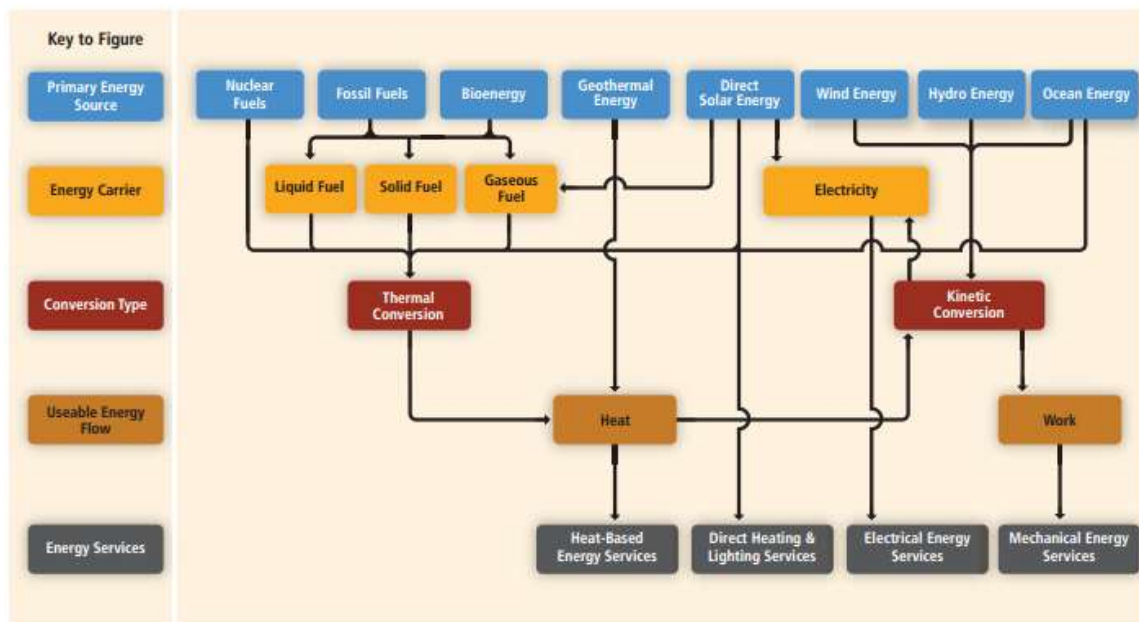 Key to Figure
Primary Energy
Source
Nuclear
Fuels
Fossil Fuels
Bioenergy
Geothermal
Energy
Direct
Solar Energy
Wind Energy
Hydro Energy
Ocean Energy
Energy Carrier
Liquid Fuel
Solid Fuel
Gaseous
Fuel
Electricity
Conversion Type
Thermal
Conversion
Kinetic
Conversion
Useable Energy
Flow
Heat
Work
Energy Services
Heat-Based
Energy Services
Direct Heating &
Lighting Services
Electrical Energy
Services
Mechanical Energy
Services